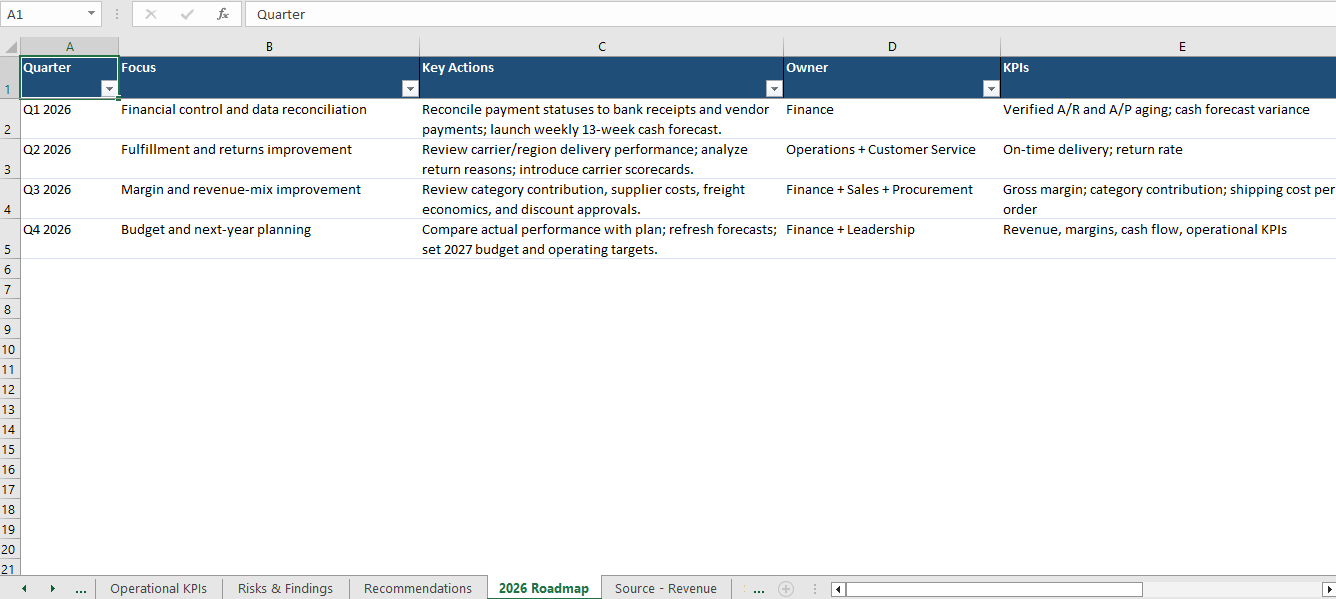 A1
fx
Quarter
A B C D E
1 Quarter Focus Key Actions Owner KPIs
2 Q1 2026 Financial control and data reconciliation Reconcile payment statuses to bank receipts and vendor Finance Verified A/R and A/P aging; cash forecast variance
payments; launch weekly 13-week cash forecast.
3 Q2 2026 Fulfillment and returns improvement Review carrier/region delivery performance; analyze Operations + Customer Service On-time delivery; return rate
return reasons; introduce carrier scorecards.
4 Q3 2026 Margin and revenue-mix improvement Review category contribution, supplier costs, freight Finance + Sales + Procurement Gross margin; category contribution; shipping cost per
economics, and discount approvals. order
5 Q4 2026 Budget and next-year planning Compare actual performance with plan; refresh forecasts; Finance + Leadership Revenue, margins, cash flow, operational KPIs
set 2027 budget and operating targets.
6
7
8
9
10
11
12
13
14
15
16
17
18
19
20
21
... Operational KPIs Risks & Findings Recommendations 2026 Roadmap Source - Revenue ...